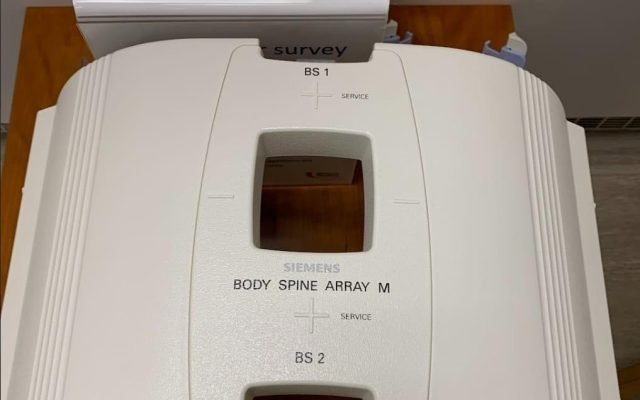 r survey
BS 1
SERVICE
SIEMENS
BODY SPINE ARRAY M
SERVICE
BS 2